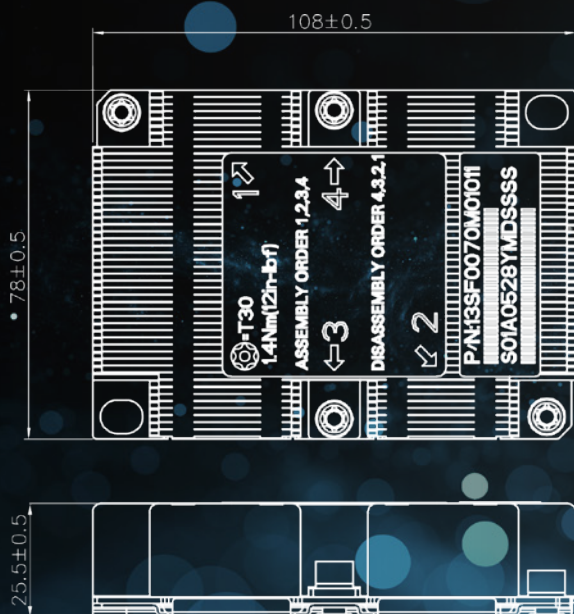 108±0.5
78±0.5
1
=T30
1.4Nm(12in-lbf)
ASSEMBLY ORDER 1,2,3,4
4
3
DISASSEMBLY ORDER 4,3,2,1
2
P/N:13SF0070M01011
S01A0528YMDSSSS
25.5±0.5